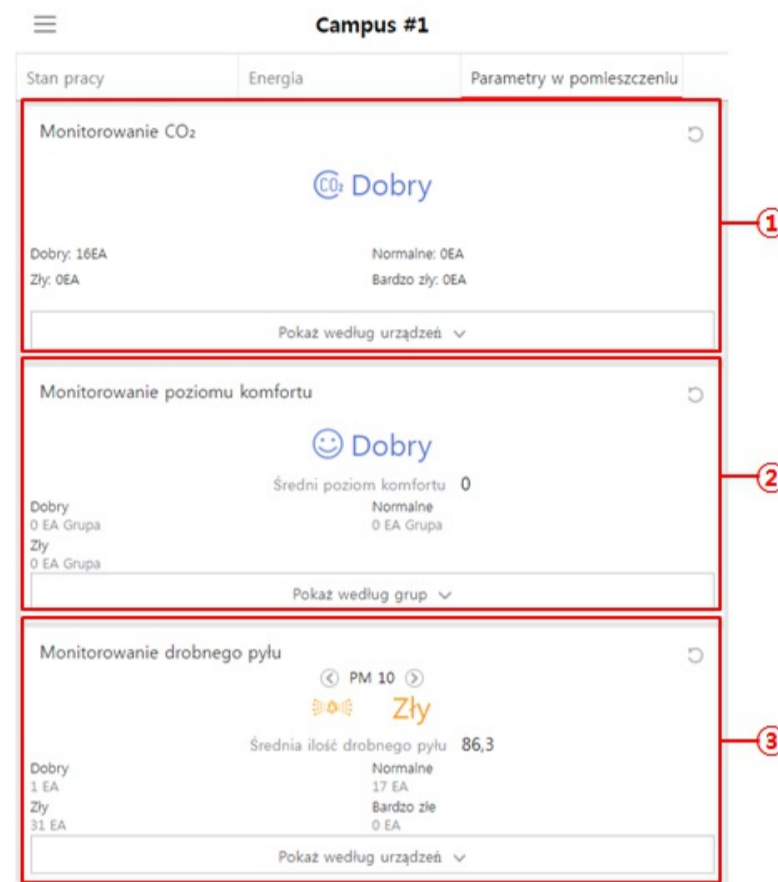 Campus #1
Stan pracy Energia Parametry w pomieszczeniu
Monitorowanie CO₂
CO₂ Dobry
Dobry: 16EA Normalne: 0EA
Zły: 0EA Bardzo zły: 0EA
Pokaż według urządzeń
1
Monitorowanie poziomu komfortu
Dobry
Średni poziom komfortu 0
Dobry Normalne
0 EA Grupa 0 EA Grupa
Zły
0 EA Grupa
Pokaż według grup
2
Monitorowanie drobnego pyłu
PM 10
Zły
Średnia ilość drobnego pyłu 86,3
Dobry Normalne
1 EA 17 EA
Zły Bardzo złe
31 EA 0 EA
Pokaż według urządzeń
3